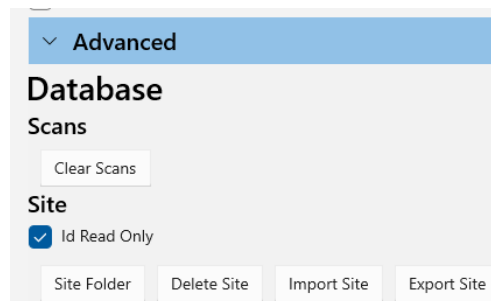 Advanced
Database
Scans
Clear Scans
Site
Id Read Only
Site Folder Delete Site Import Site Export Site